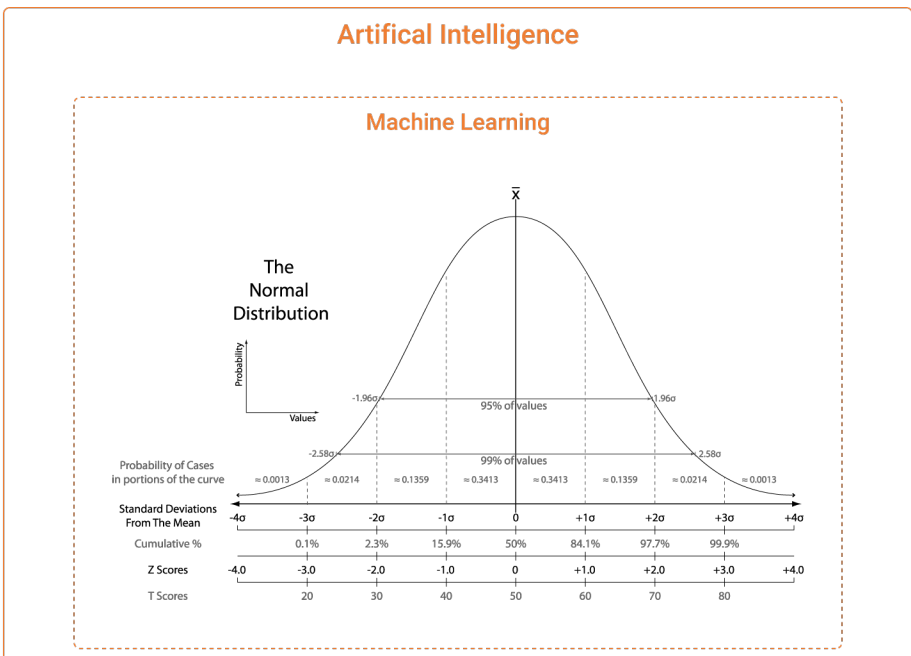 Artifical Intelligence
Machine Learning
x̅
The
Normal
Distribution
Probability
Values
-1.96σ
95% of values
1.96σ
-2.58σ
99% of values
2.58σ
Probability of Cases
in portions of the curve
≈ 0.0013 ≈ 0.0214 ≈ 0.1359 ≈ 0.3413 ≈ 0.3413 ≈ 0.1359 ≈ 0.0214 ≈ 0.0013
Standard Deviations
From The Mean
-4σ -3σ -2σ -1σ 0 +1σ +2σ +3σ +4σ
Cumulative % 0.1% 2.3% 15.9% 50% 84.1% 97.7% 99.9%
Z Scores -4.0 -3.0 -2.0 -1.0 0 +1.0 +2.0 +3.0 +4.0
T Scores 20 30 40 50 60 70 80